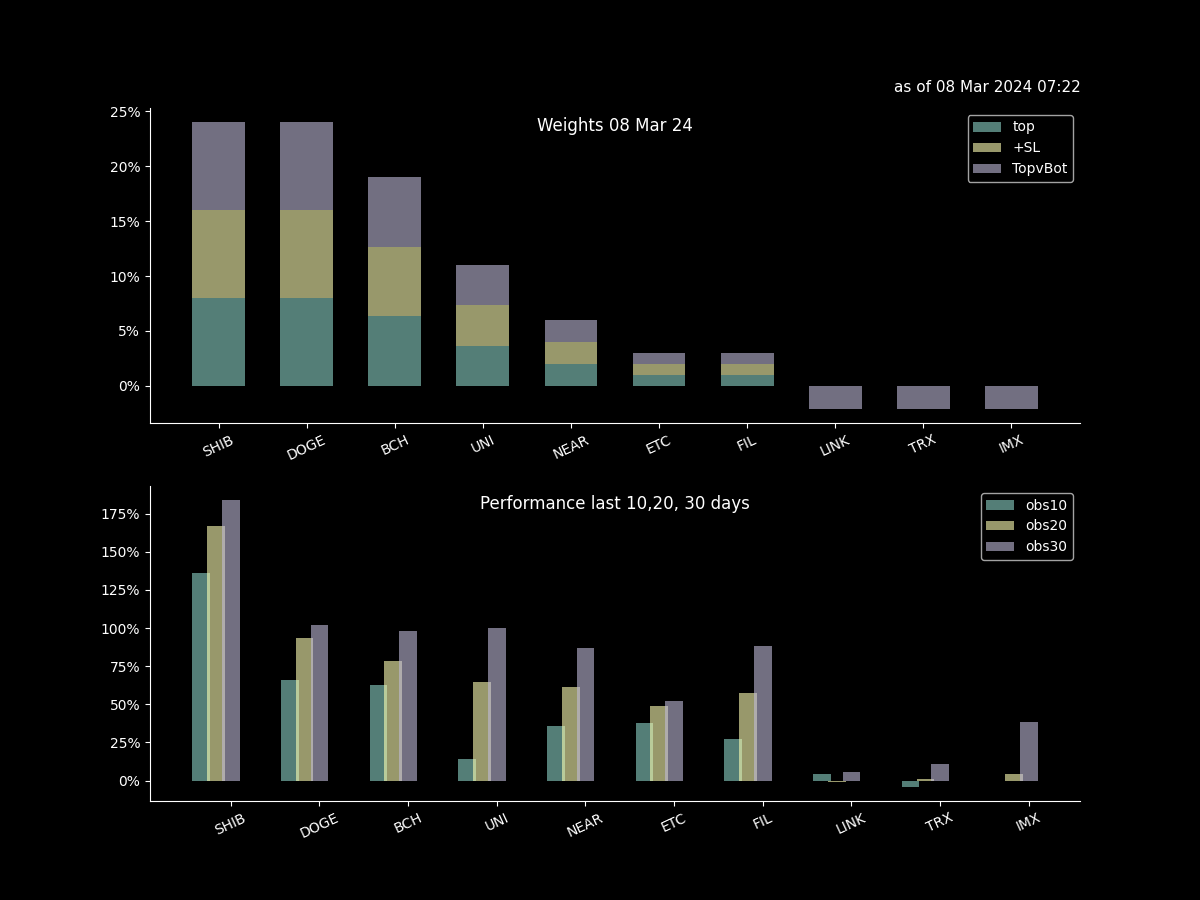 as of 08 Mar 2024 07:22
Weights 08 Mar 24
top
+SL
TopvBot
25%
20%
15%
10%
5%
0%
SHIB DOGE BCH UNI NEAR ETC FIL LINK TRX IMX
Performance last 10,20, 30 days
obs10
obs20
obs30
175%
150%
125%
100%
75%
50%
25%
0%
SHIB DOGE BCH UNI NEAR ETC FIL LINK TRX IMX